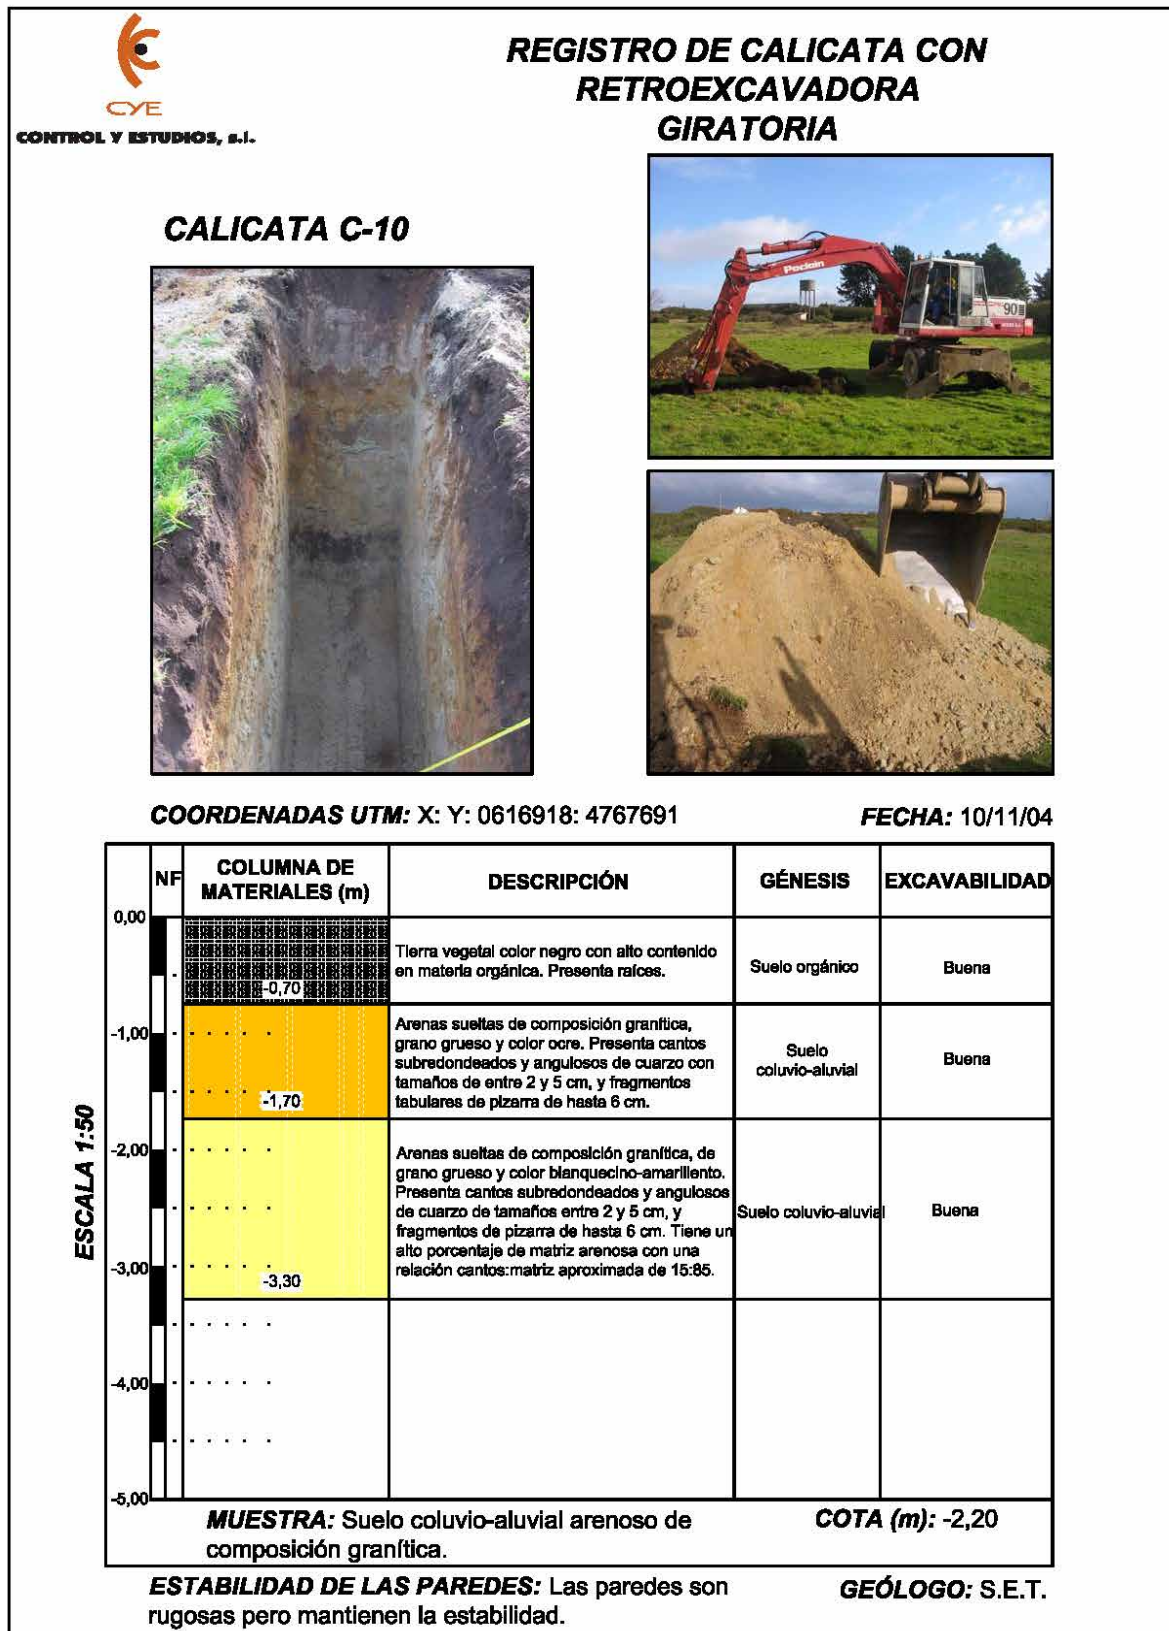 CYE
CONTROL Y ESTUDIOS, s.l.
REGISTRO DE CALICATA CON
RETROEXCAVADORA
GIRATORIA
CALICATA C-10
Poclain
90
COORDENADAS UTM: X: Y: 0616918: 4767691
FECHA: 10/11/04
NF
COLUMNA DE
MATERIALES (m)
DESCRIPCIÓN
GÉNESIS
EXCAVABILIDAD
ESCALA 1:50
0,00
-0,70
Tierra vegetal color negro con alto contenido
en materia orgánica. Presenta raíces.
Suelo orgánico
Buena
-1,00
-1,70
Arenas sueltas de composición granítica,
grano grueso y color ocre. Presenta cantos
subredondeados y angulosos de cuarzo con
tamaños de entre 2 y 5 cm, y fragmentos
tabulares de pizarra de hasta 6 cm.
Suelo
coluvio-aluvial
Buena
-2,00
-3,00
-3,30
Arenas sueltas de composición granítica, de
grano grueso y color blanquecino-amarillento.
Presenta cantos subredondeados y angulosos
de cuarzo de tamaños entre 2 y 5 cm, y
fragmentos de pizarra de hasta 6 cm. Tiene un
alto porcentaje de matriz arenosa con una
relación cantos:matriz aproximada de 15:85.
Suelo coluvio-aluvial
Buena
-4,00
-5,00
MUESTRA: Suelo coluvio-aluvial arenoso de
composición granítica.
COTA (m): -2,20
ESTABILIDAD DE LAS PAREDES: Las paredes son
rugosas pero mantienen la estabilidad.
GEÓLOGO: S.E.T.